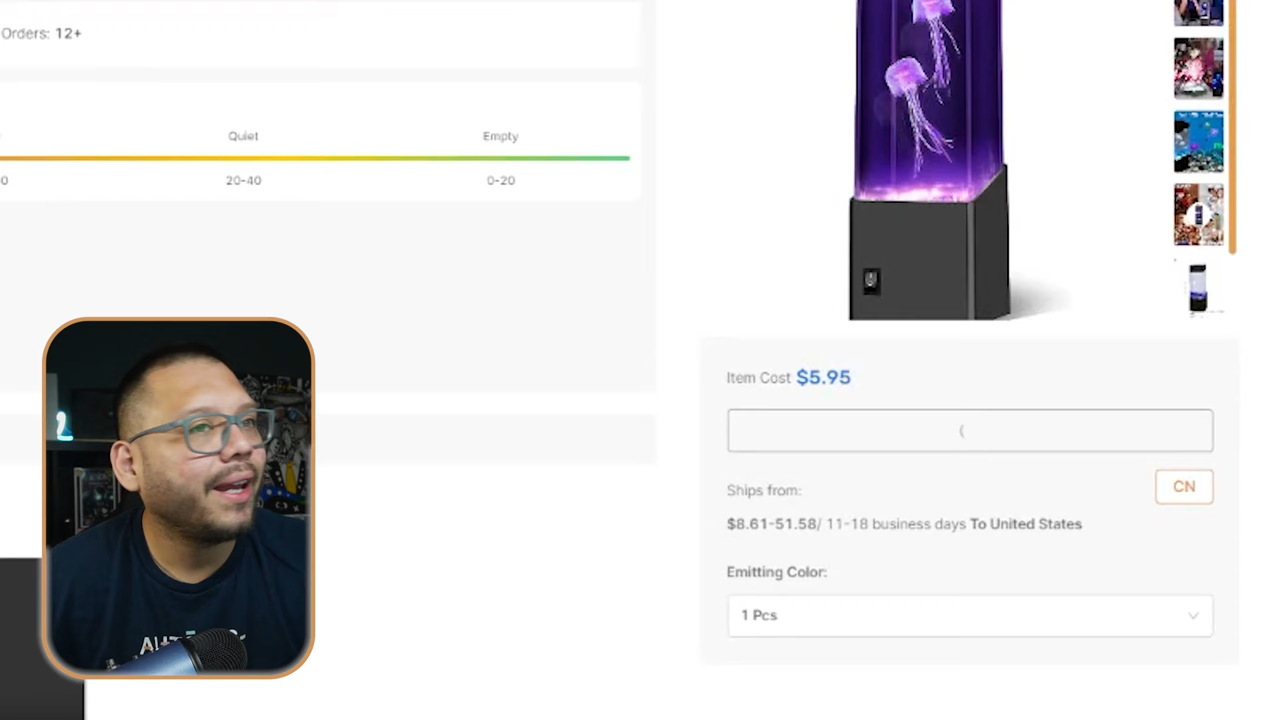 Orders: 12+
Quiet
Empty
0
20-40
0-20
Item Cost $5.95
Ships from:
CN
$8.61-51.58/ 11-18 business days To United States
Emitting Color:
1 Pcs